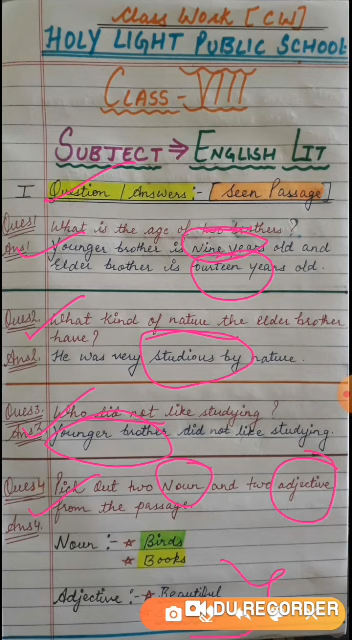 Class Work [CW]
HOLY LIGHT PUBLIC SCHOOL
CLASS-VIII
SUBJECT ⇒ ENGLISH LIT
I Question/Answers:- [Seen Passage]
Ques1 What is the age of two brothers?
Ans1 Younger brother is nine years old and
Elder brother is fourteen years old.
Ques2 What kind of nature the elder brother
have?
Ans2. He was very studious by nature.
Ques3. Who did not like studying?
Ans3 Younger brother did not like studying.
Ques4 Pick out two Noun and two adjective
from the passage.
Ans4.
Noun:- ★ Birds
★ Books
Adjective:- ★ Beautiful
DU RECORDER